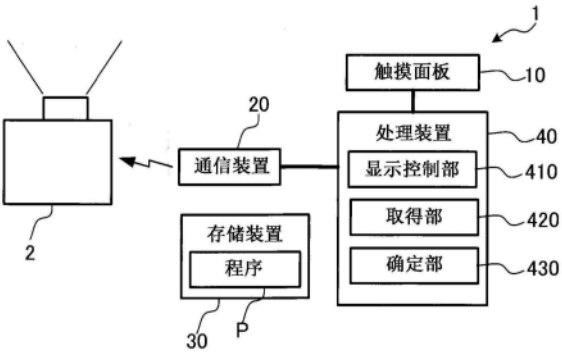 1
触摸面板
10
20
处理装置
40
通信装置
显示控制部
410
2
存储装置
取得部
420
程序
确定部
430
30
P